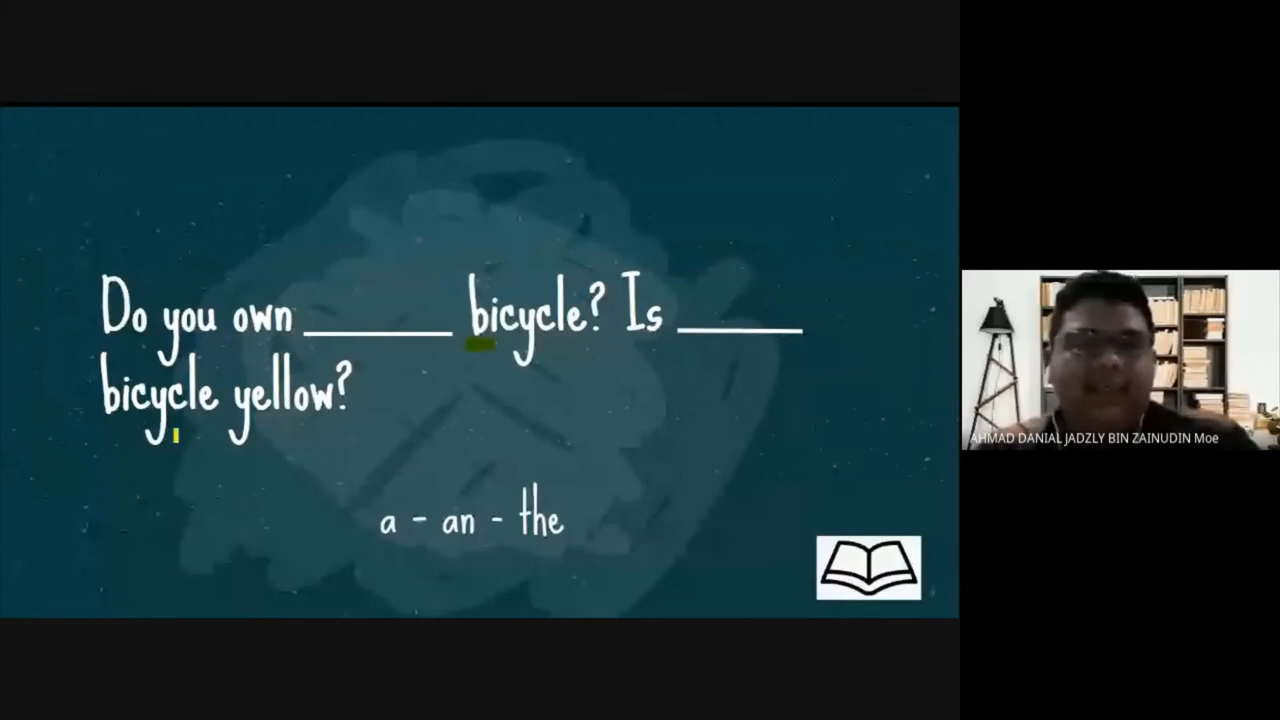 Do you own ______ bicycle? Is ______
bicycle yellow?
a - an - the
AHMAD DANIAL JADZLY BIN ZAINUDIN Moe